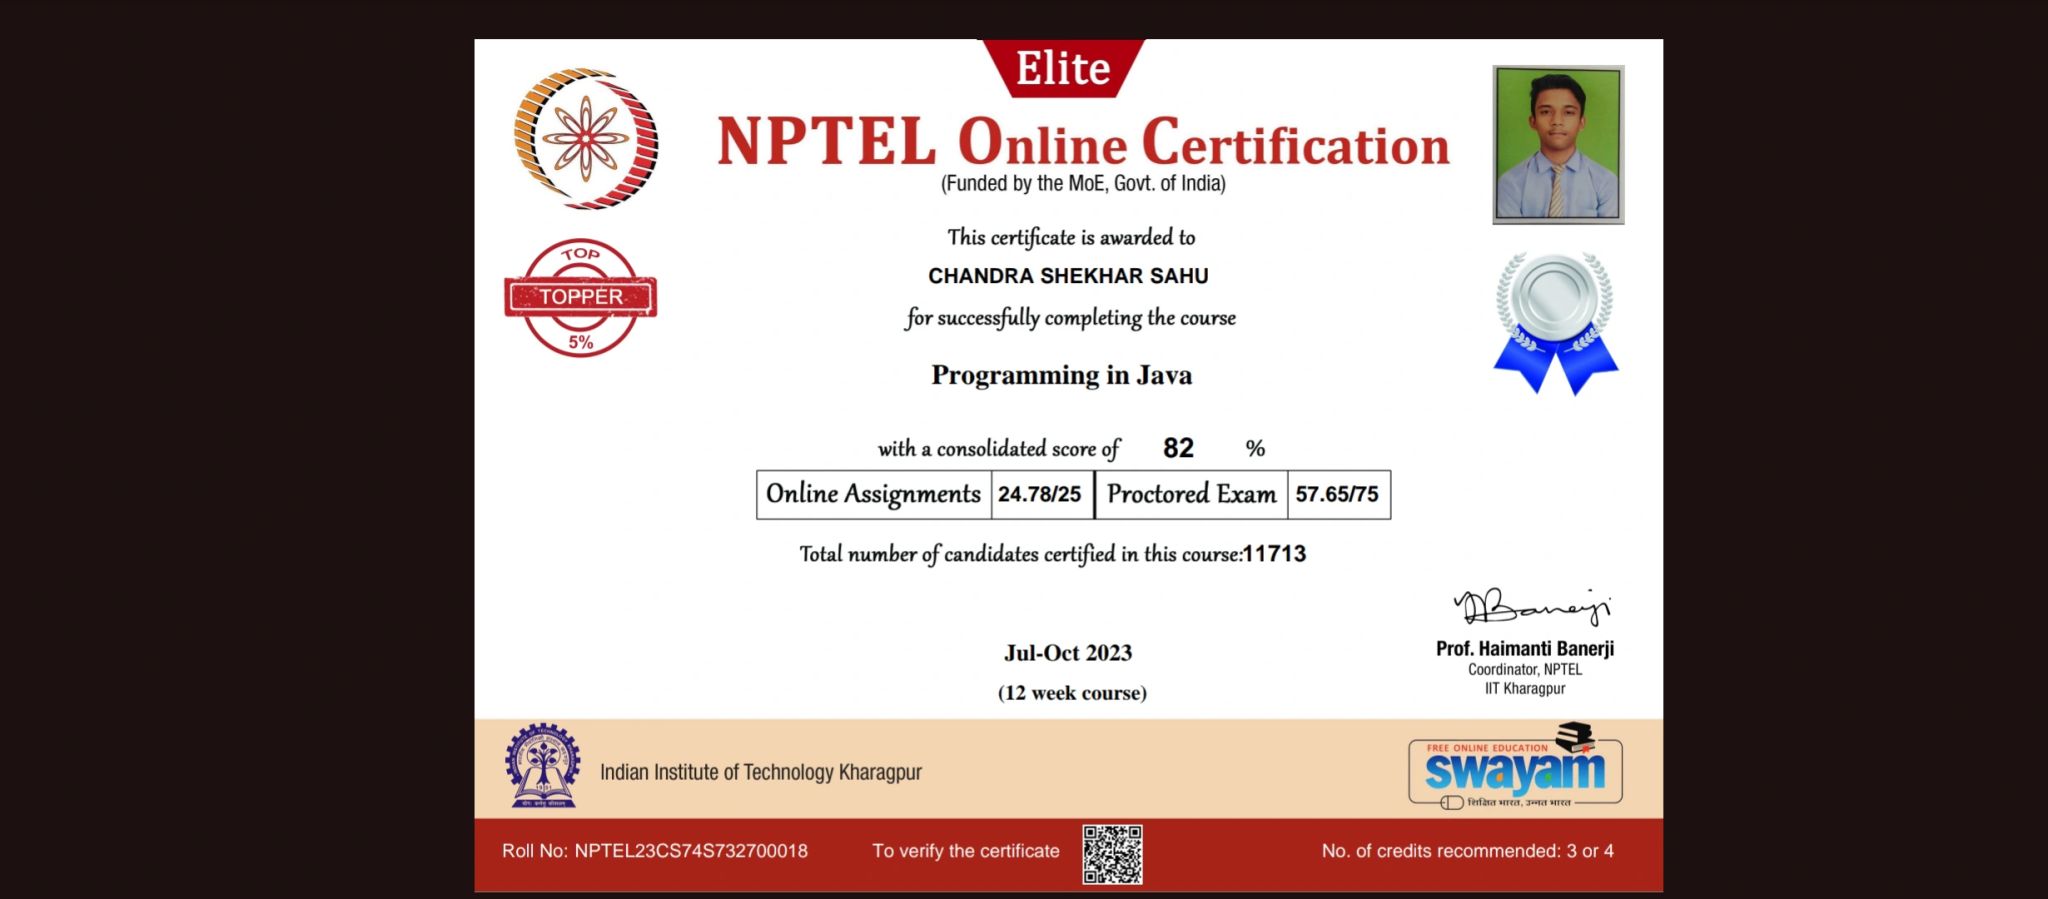 Elite
NPTEL Online Certification
(Funded by the MoE, Govt. of India)
TOP
TOPPER
5%
This certificate is awarded to
CHANDRA SHEKHAR SAHU
for successfully completing the course
Programming in Java
with a consolidated score of 82 %
Online Assignments 24.78/25 Proctored Exam 57.65/75
Total number of candidates certified in this course:11713
Jul-Oct 2023
(12 week course)
Prof. Haimanti Banerji
Coordinator, NPTEL
IIT Kharagpur
Indian Institute of Technology Kharagpur
FREE ONLINE EDUCATION
swayam
शिक्षित भारत, उन्नत भारत
Roll No: NPTEL23CS74S732700018
To verify the certificate
No. of credits recommended: 3 or 4